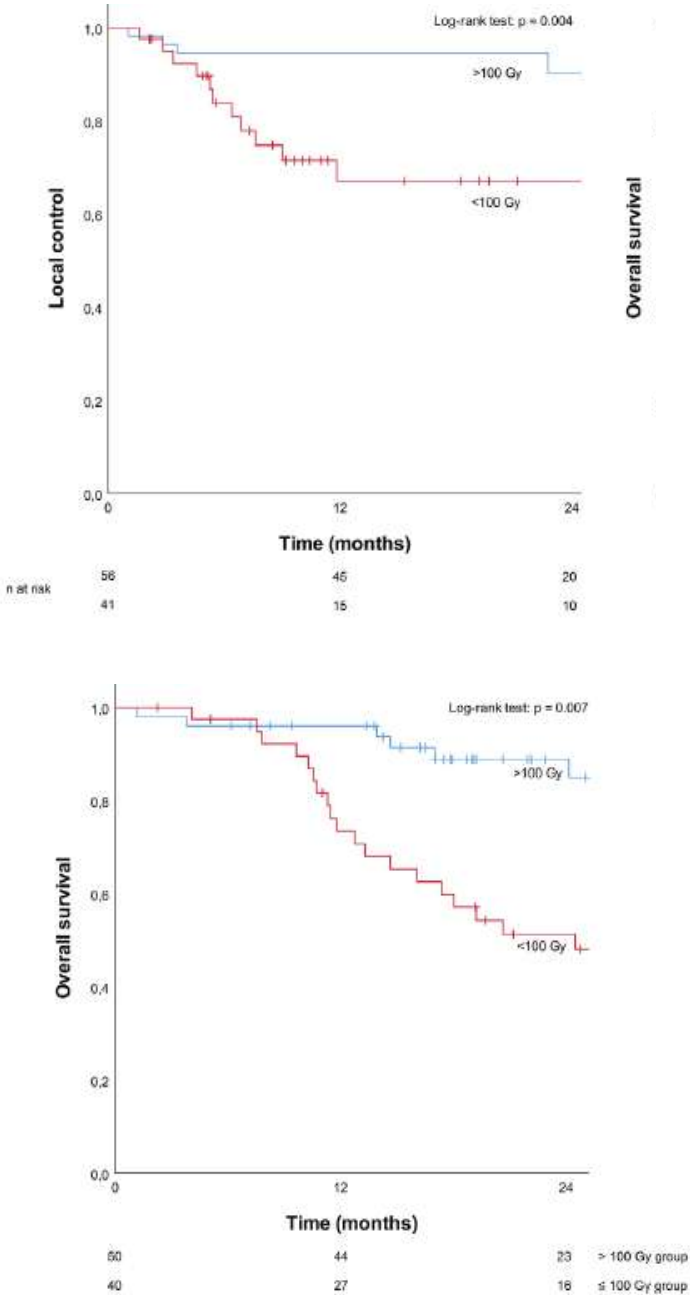 Log-rank test: p = 0.004
1,0
>100 Gy
0,8
<100 Gy
0,6
Local control
Overall survival
0,4
0,2
0,0
0 12 24
Time (months)
n at risk
56 45 20
41 15 10
Log-rank test: p = 0.007
1,0
>100 Gy
0,8
0,6
Overall survival
<100 Gy
0,4
0,2
0,0
0 12 24
Time (months)
44 23 > 100 Gy group
40 27 16 ≤ 100 Gy group